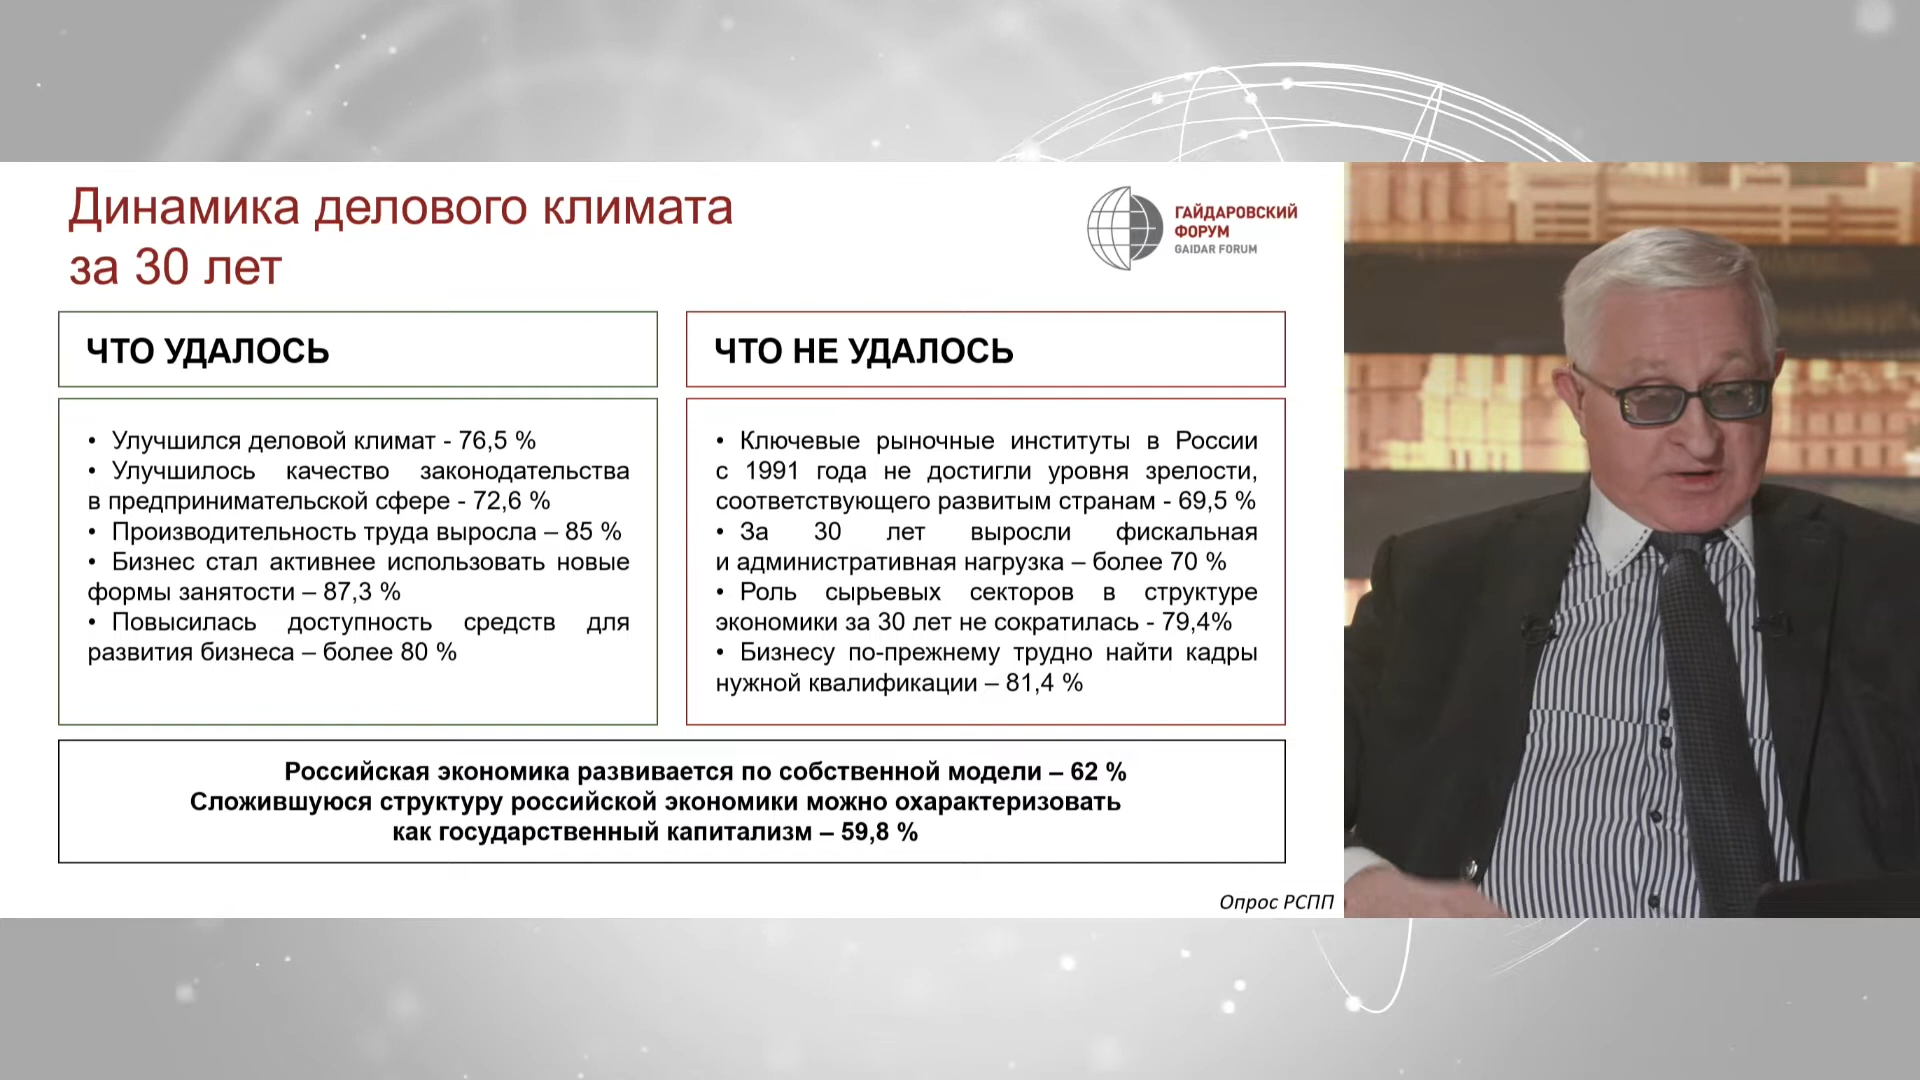 Динамика делового климата
за 30 лет
ГАЙДАРОВСКИЙ
ФОРУМ
GAIDAR FORUM
ЧТО УДАЛОСЬ
• Улучшился деловой климат - 76,5 %
• Улучшилось качество законодательства
в предпринимательской сфере - 72,6 %
• Производительность труда выросла – 85 %
• Бизнес стал активнее использовать новые
формы занятости – 87,3 %
• Повысилась доступность средств для
развития бизнеса – более 80 %
ЧТО НЕ УДАЛОСЬ
• Ключевые рыночные институты в России
с 1991 года не достигли уровня зрелости,
соответствующего развитым странам - 69,5 %
• За 30 лет выросли фискальная
и административная нагрузка – более 70 %
• Роль сырьевых секторов в структуре
экономики за 30 лет не сократилась - 79,4%
• Бизнесу по-прежнему трудно найти кадры
нужной квалификации – 81,4 %
Российская экономика развивается по собственной модели – 62 %
Сложившуюся структуру российской экономики можно охарактеризовать
как государственный капитализм – 59,8 %
Опрос РСПП